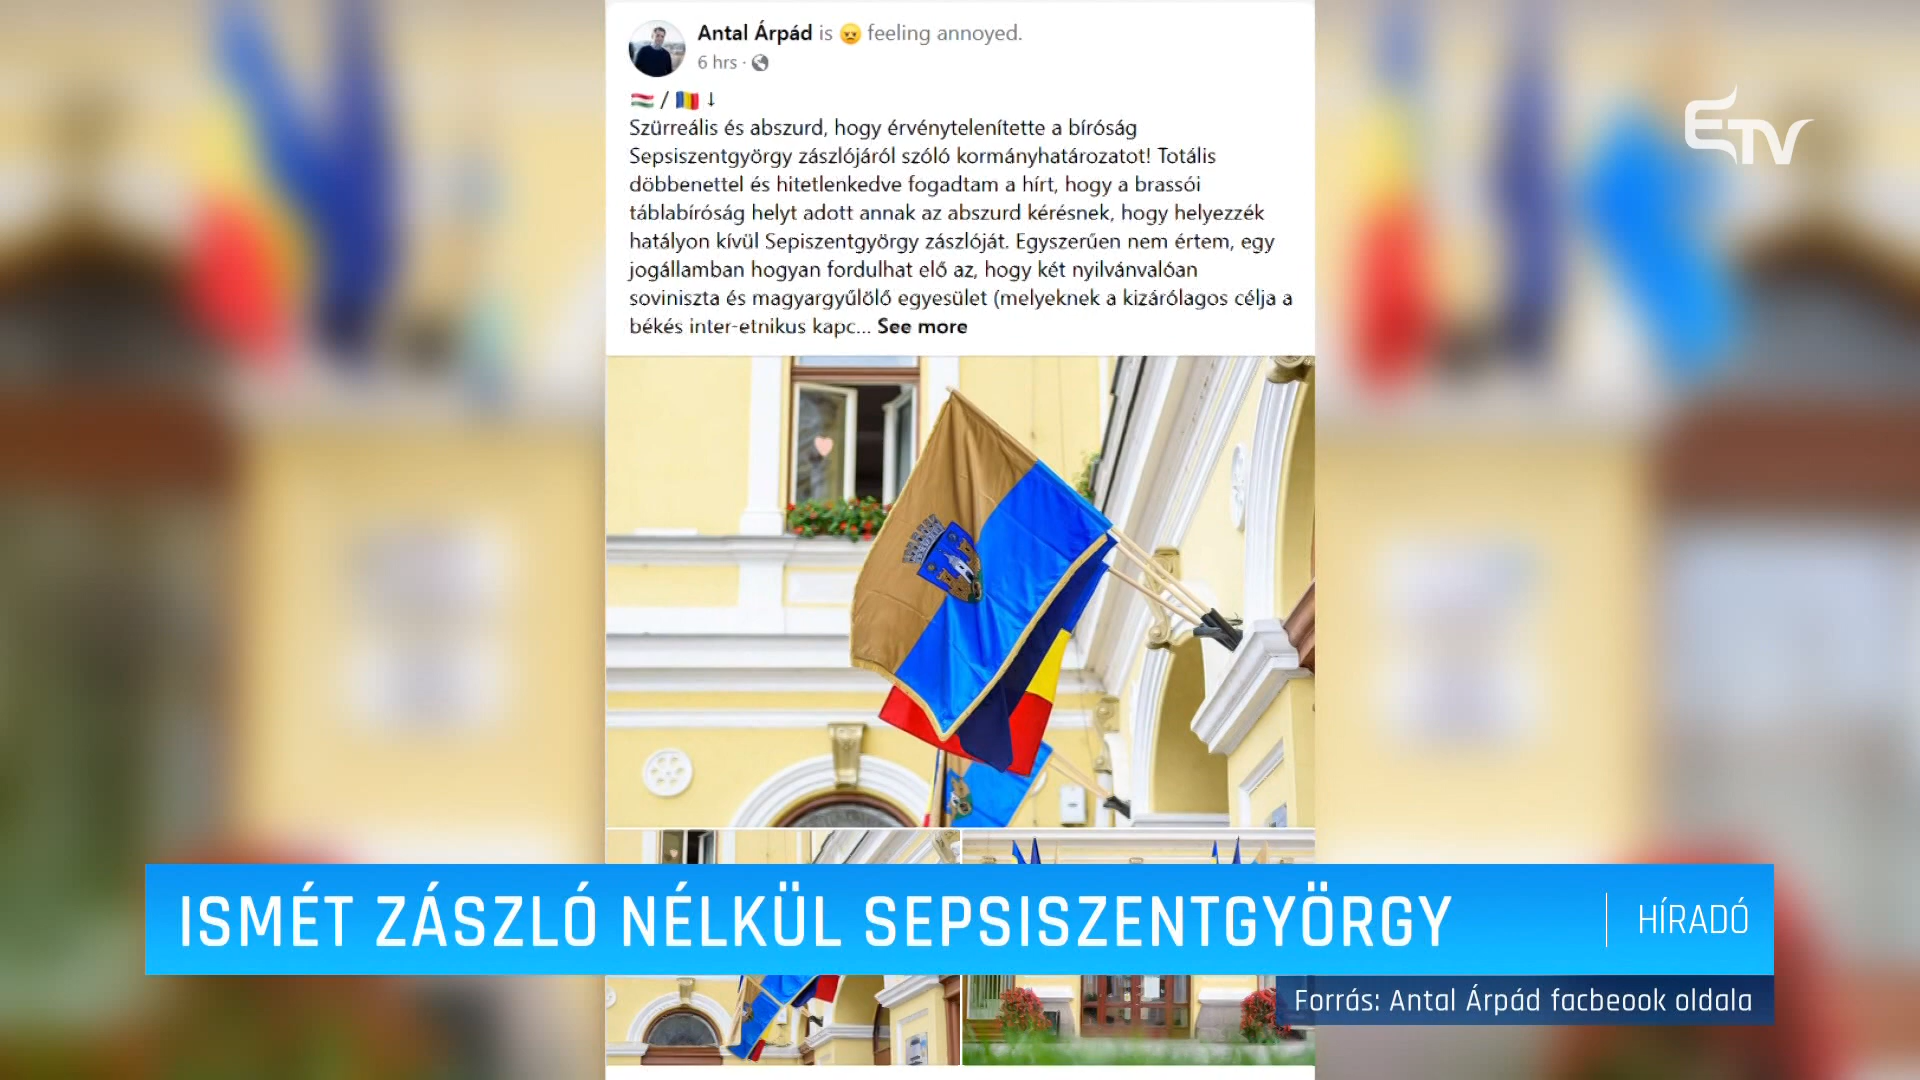 Antal Árpád is feeling annoyed.
6 hrs ·
/ ↓
Szürreális és abszurd, hogy érvénytelenítette a bíróság
Sepsiszentgyörgy zászlójáról szóló kormányhatározatot! Totális
döbbenettel és hitetlenkedve fogadtam a hírt, hogy a brassói
táblabíróság helyt adott annak az abszurd kérésnek, hogy helyezzék
hatályon kívül Sepiszentgyörgy zászlóját. Egyszerűen nem értem, egy
jogállamban hogyan fordulhat elő az, hogy két nyilvánvalóan
soviniszta és magyargyűlölő egyesület (melyeknek a kizárólagos célja a
békés inter-etnikus kapc... See more
ETV
ISMÉT ZÁSZLÓ NÉLKÜL SEPSISZENTGYÖRGY
HÍRADÓ
Forrás: Antal Árpád facbeook oldala